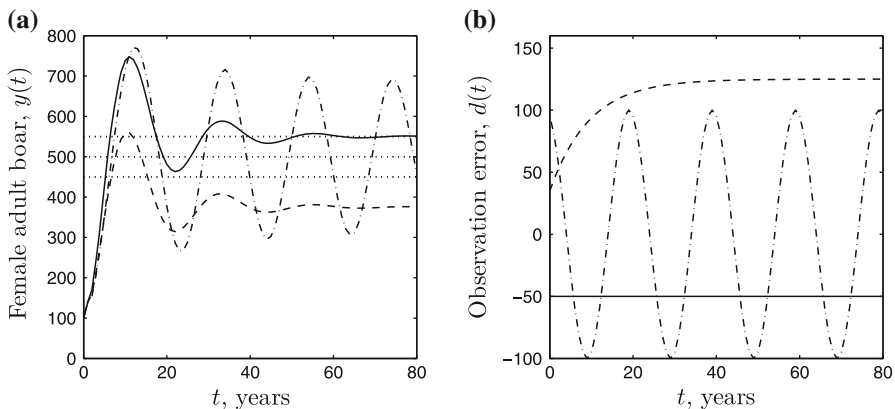 (a)
800
700
600
500
400
300
200
100
0
Female adult boar, y(t)
0 20 40 60 80
t, years
(b)
150
100
50
0
−50
−100
Observation error, d(t)
0 20 40 60 80
t, years